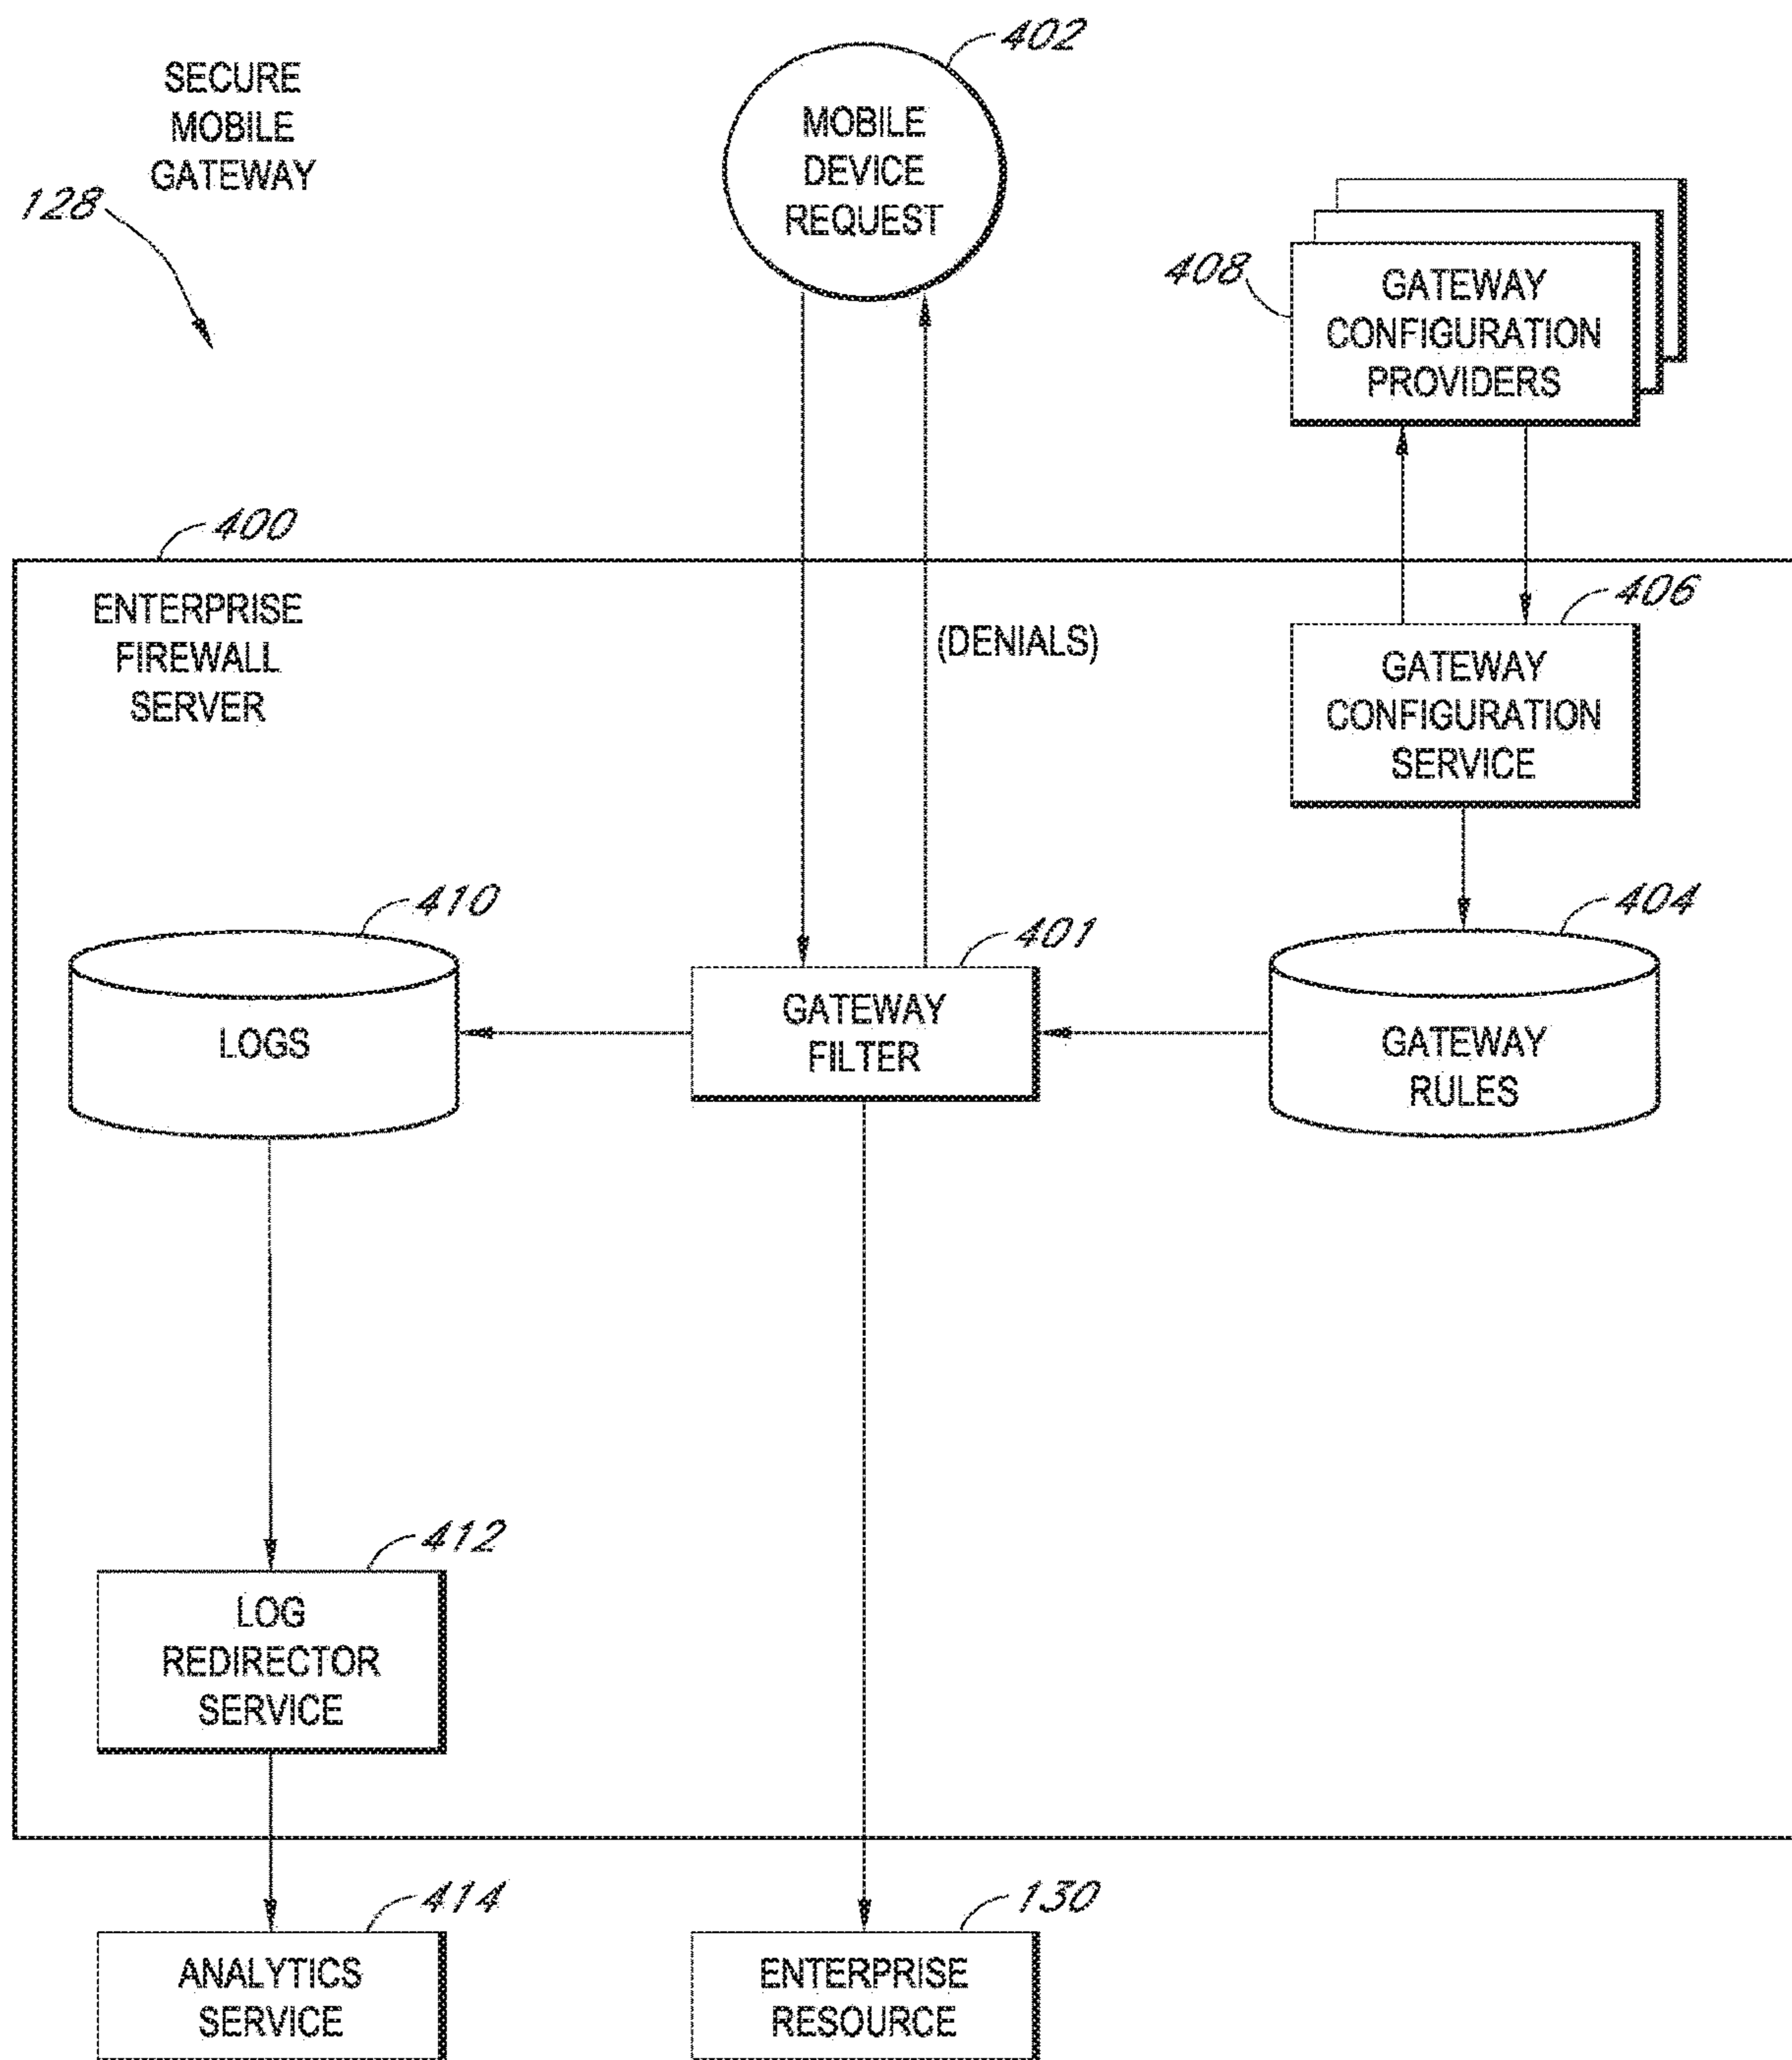 SECURE
MOBILE
GATEWAY
128
402
MOBILE
DEVICE
REQUEST
408
GATEWAY
CONFIGURATION
PROVIDERS
400
ENTERPRISE
FIREWALL
SERVER
(DENIALS)
406
GATEWAY
CONFIGURATION
SERVICE
410
LOGS
401
GATEWAY
FILTER
404
GATEWAY
RULES
412
LOG
REDIRECTOR
SERVICE
414
ANALYTICS
SERVICE
130
ENTERPRISE
RESOURCE